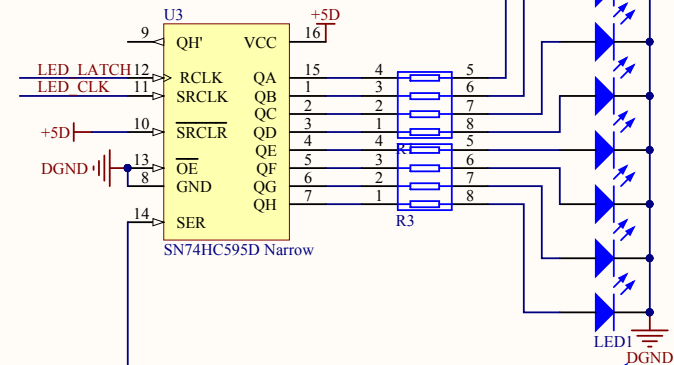 U3
+5D
9 QH' VCC 16
LED_LATCH 12 RCLK QA 15 4 5
LED_CLK 11 SRCLK QB 1 3 6
QC 2 2 7
+5D 10 SRCLR QD 3 1 8
QE 4 4 5
DGND 13 OE QF 5 3 6
8 GND QG 6 2 7
QH 7 1 8
14 SER R3
SN74HC595D Narrow
LED1
DGND